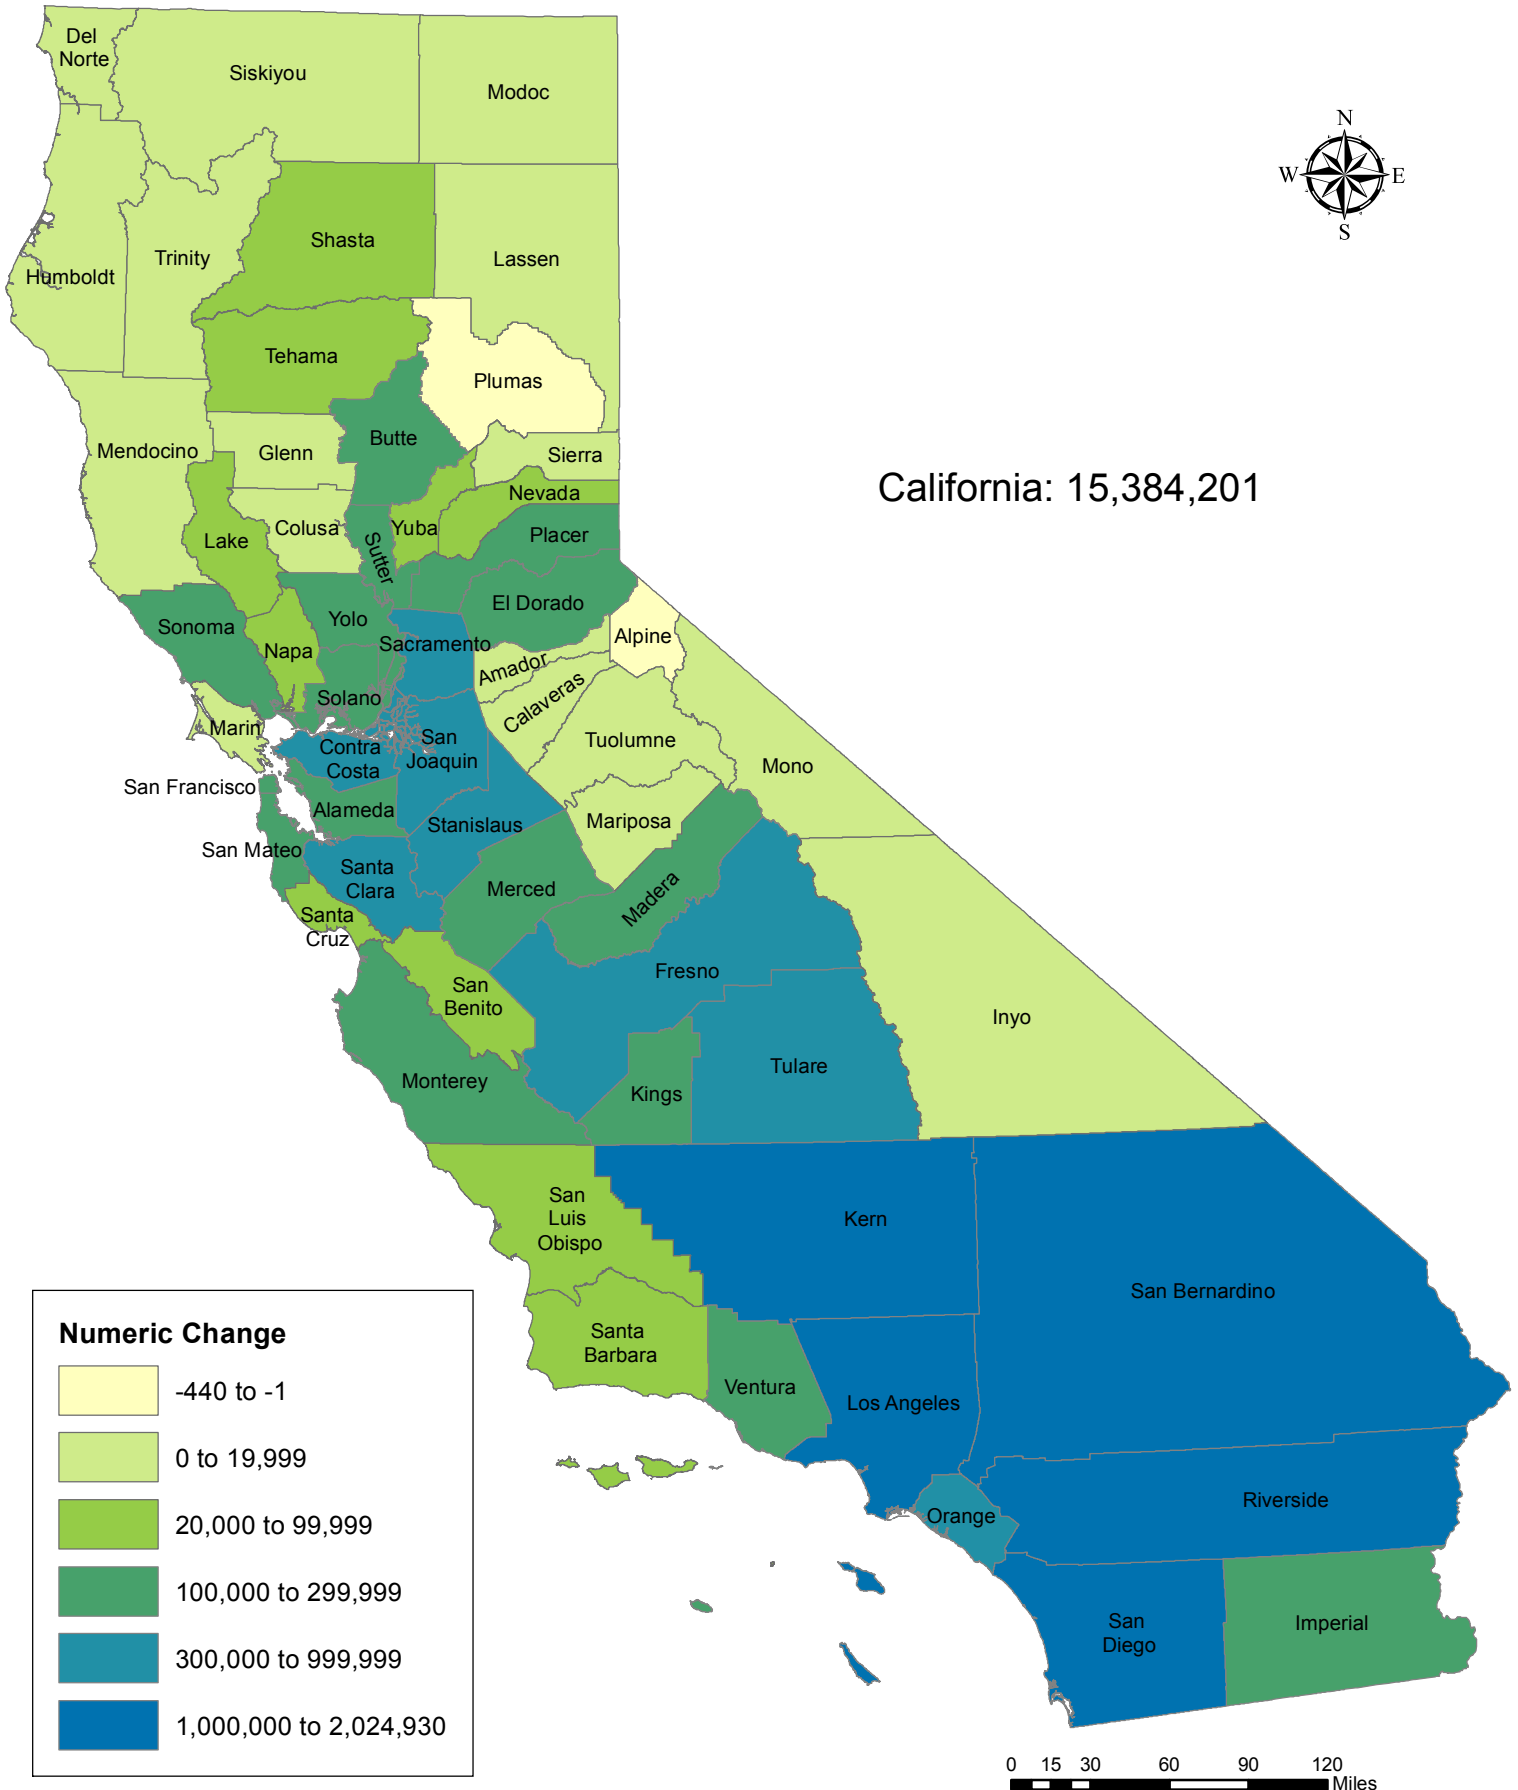 Del
Norte
Siskiyou
Modoc
N
W
E
S
Shasta
Trinity
Lassen
Humboldt
Tehama
Plumas
Butte
Mendocino
Glenn
Sierra
California: 15,384,201
Nevada
Colusa
Yuba
Placer
Lake
Sutter
El Dorado
Yolo
Sonoma
Alpine
Sacramento
Napa
Amador
Solano
Calaveras
Marin
San
Joaquin
Tuolumne
Contra
Costa
Mono
San Francisco
Alameda
Stanislaus
Mariposa
San Mateo
Santa
Clara
Merced
Madera
Santa
Cruz
Fresno
San
Benito
Inyo
Tulare
Monterey
Kings
San
Luis
Obispo
Kern
San Bernardino
Santa
Barbara
Ventura
Los Angeles
Riverside
Orange
San
Diego
Imperial
Numeric Change
-440 to -1
0 to 19,999
20,000 to 99,999
100,000 to 299,999
300,000 to 999,999
1,000,000 to 2,024,930
0 15 30 60 90 120
Miles